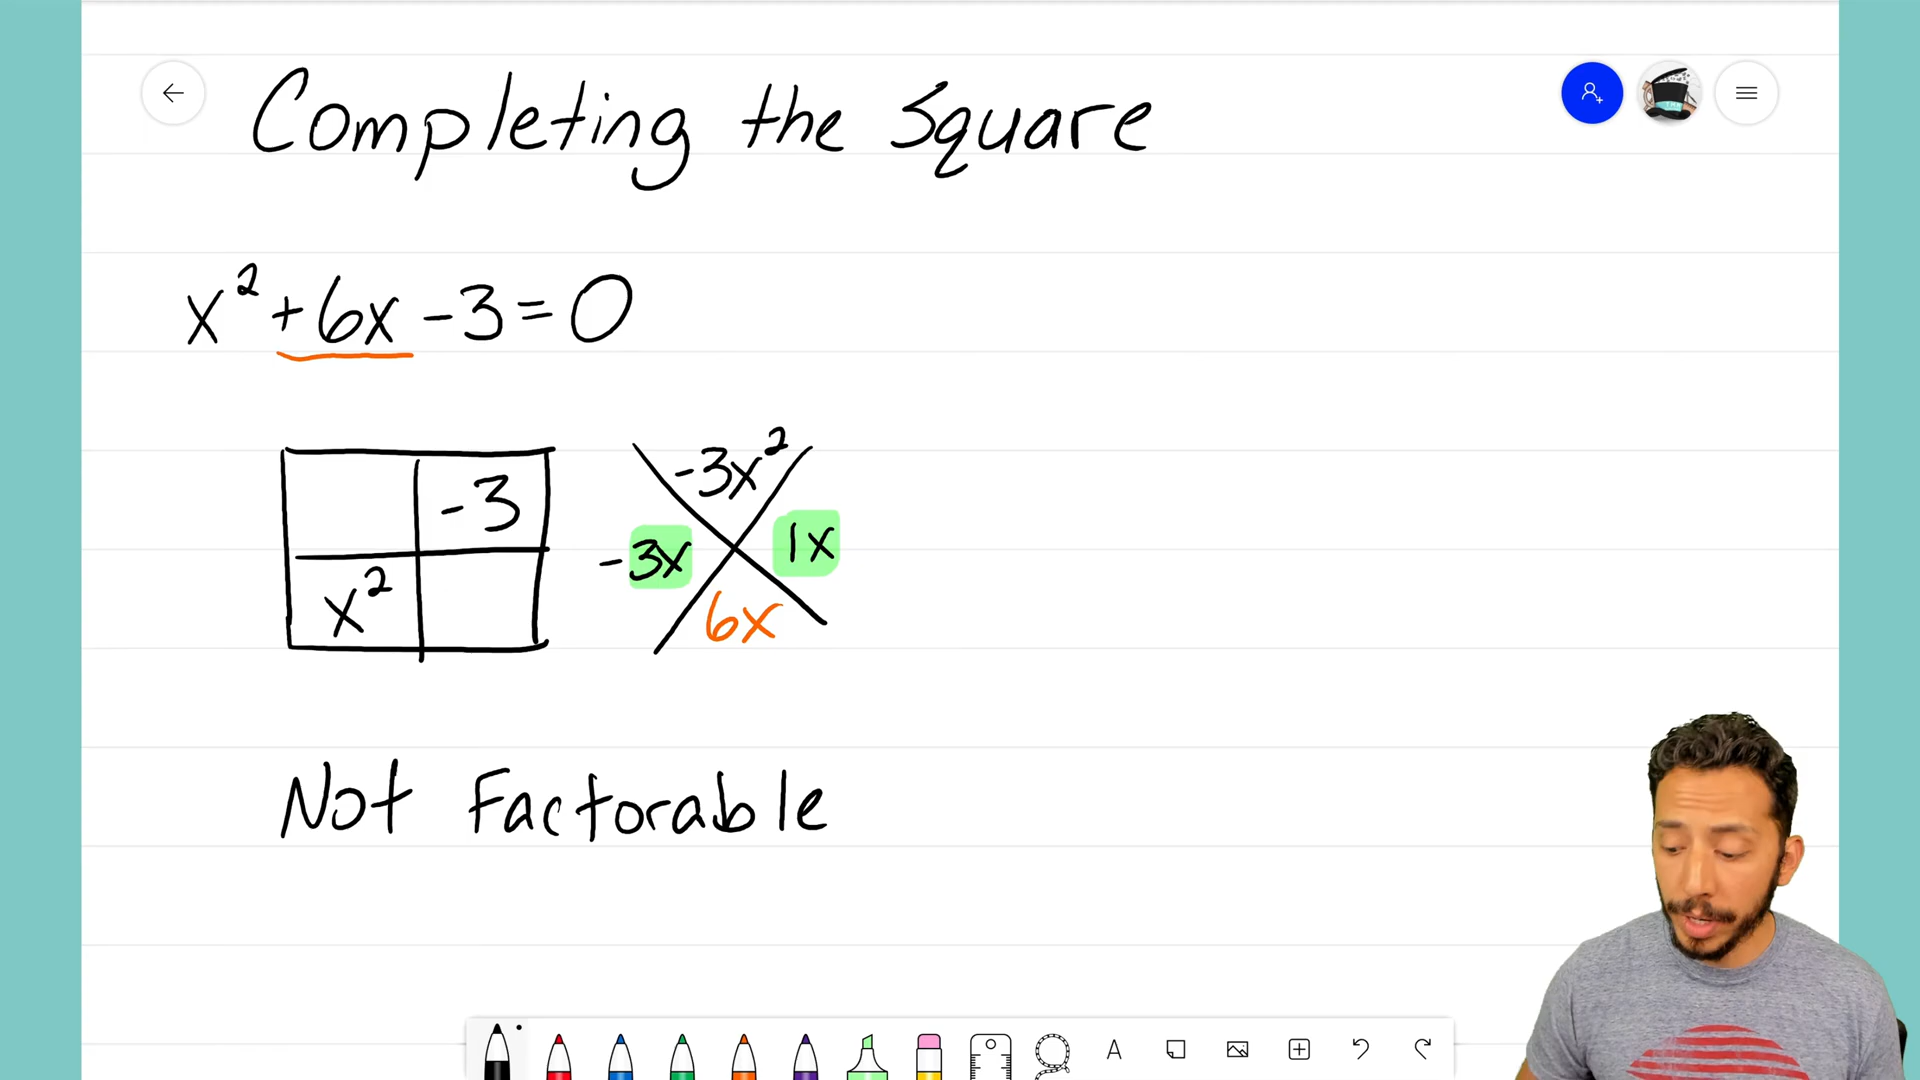 Completing the Square
x² + 6x - 3 = 0
-3
x²
-3x²
-3x
1x
6x
Not Factorable
A